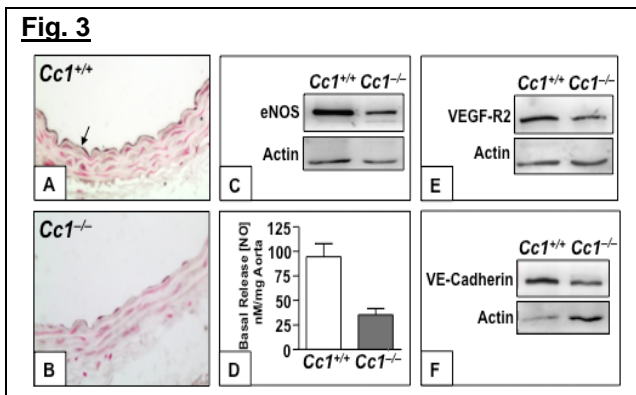 Fig. 3
Cc1+/+
A
Cc1−/−
B
Cc1+/+ Cc1−/−
eNOS
Actin
C
Basal Release [NO]
nM/mg Aorta
125
100
75
50
25
0
Cc1+/+ Cc1−/−
D
Cc1+/+ Cc1−/−
VEGF-R2
Actin
E
Cc1+/+ Cc1−/−
VE-Cadherin
Actin
F